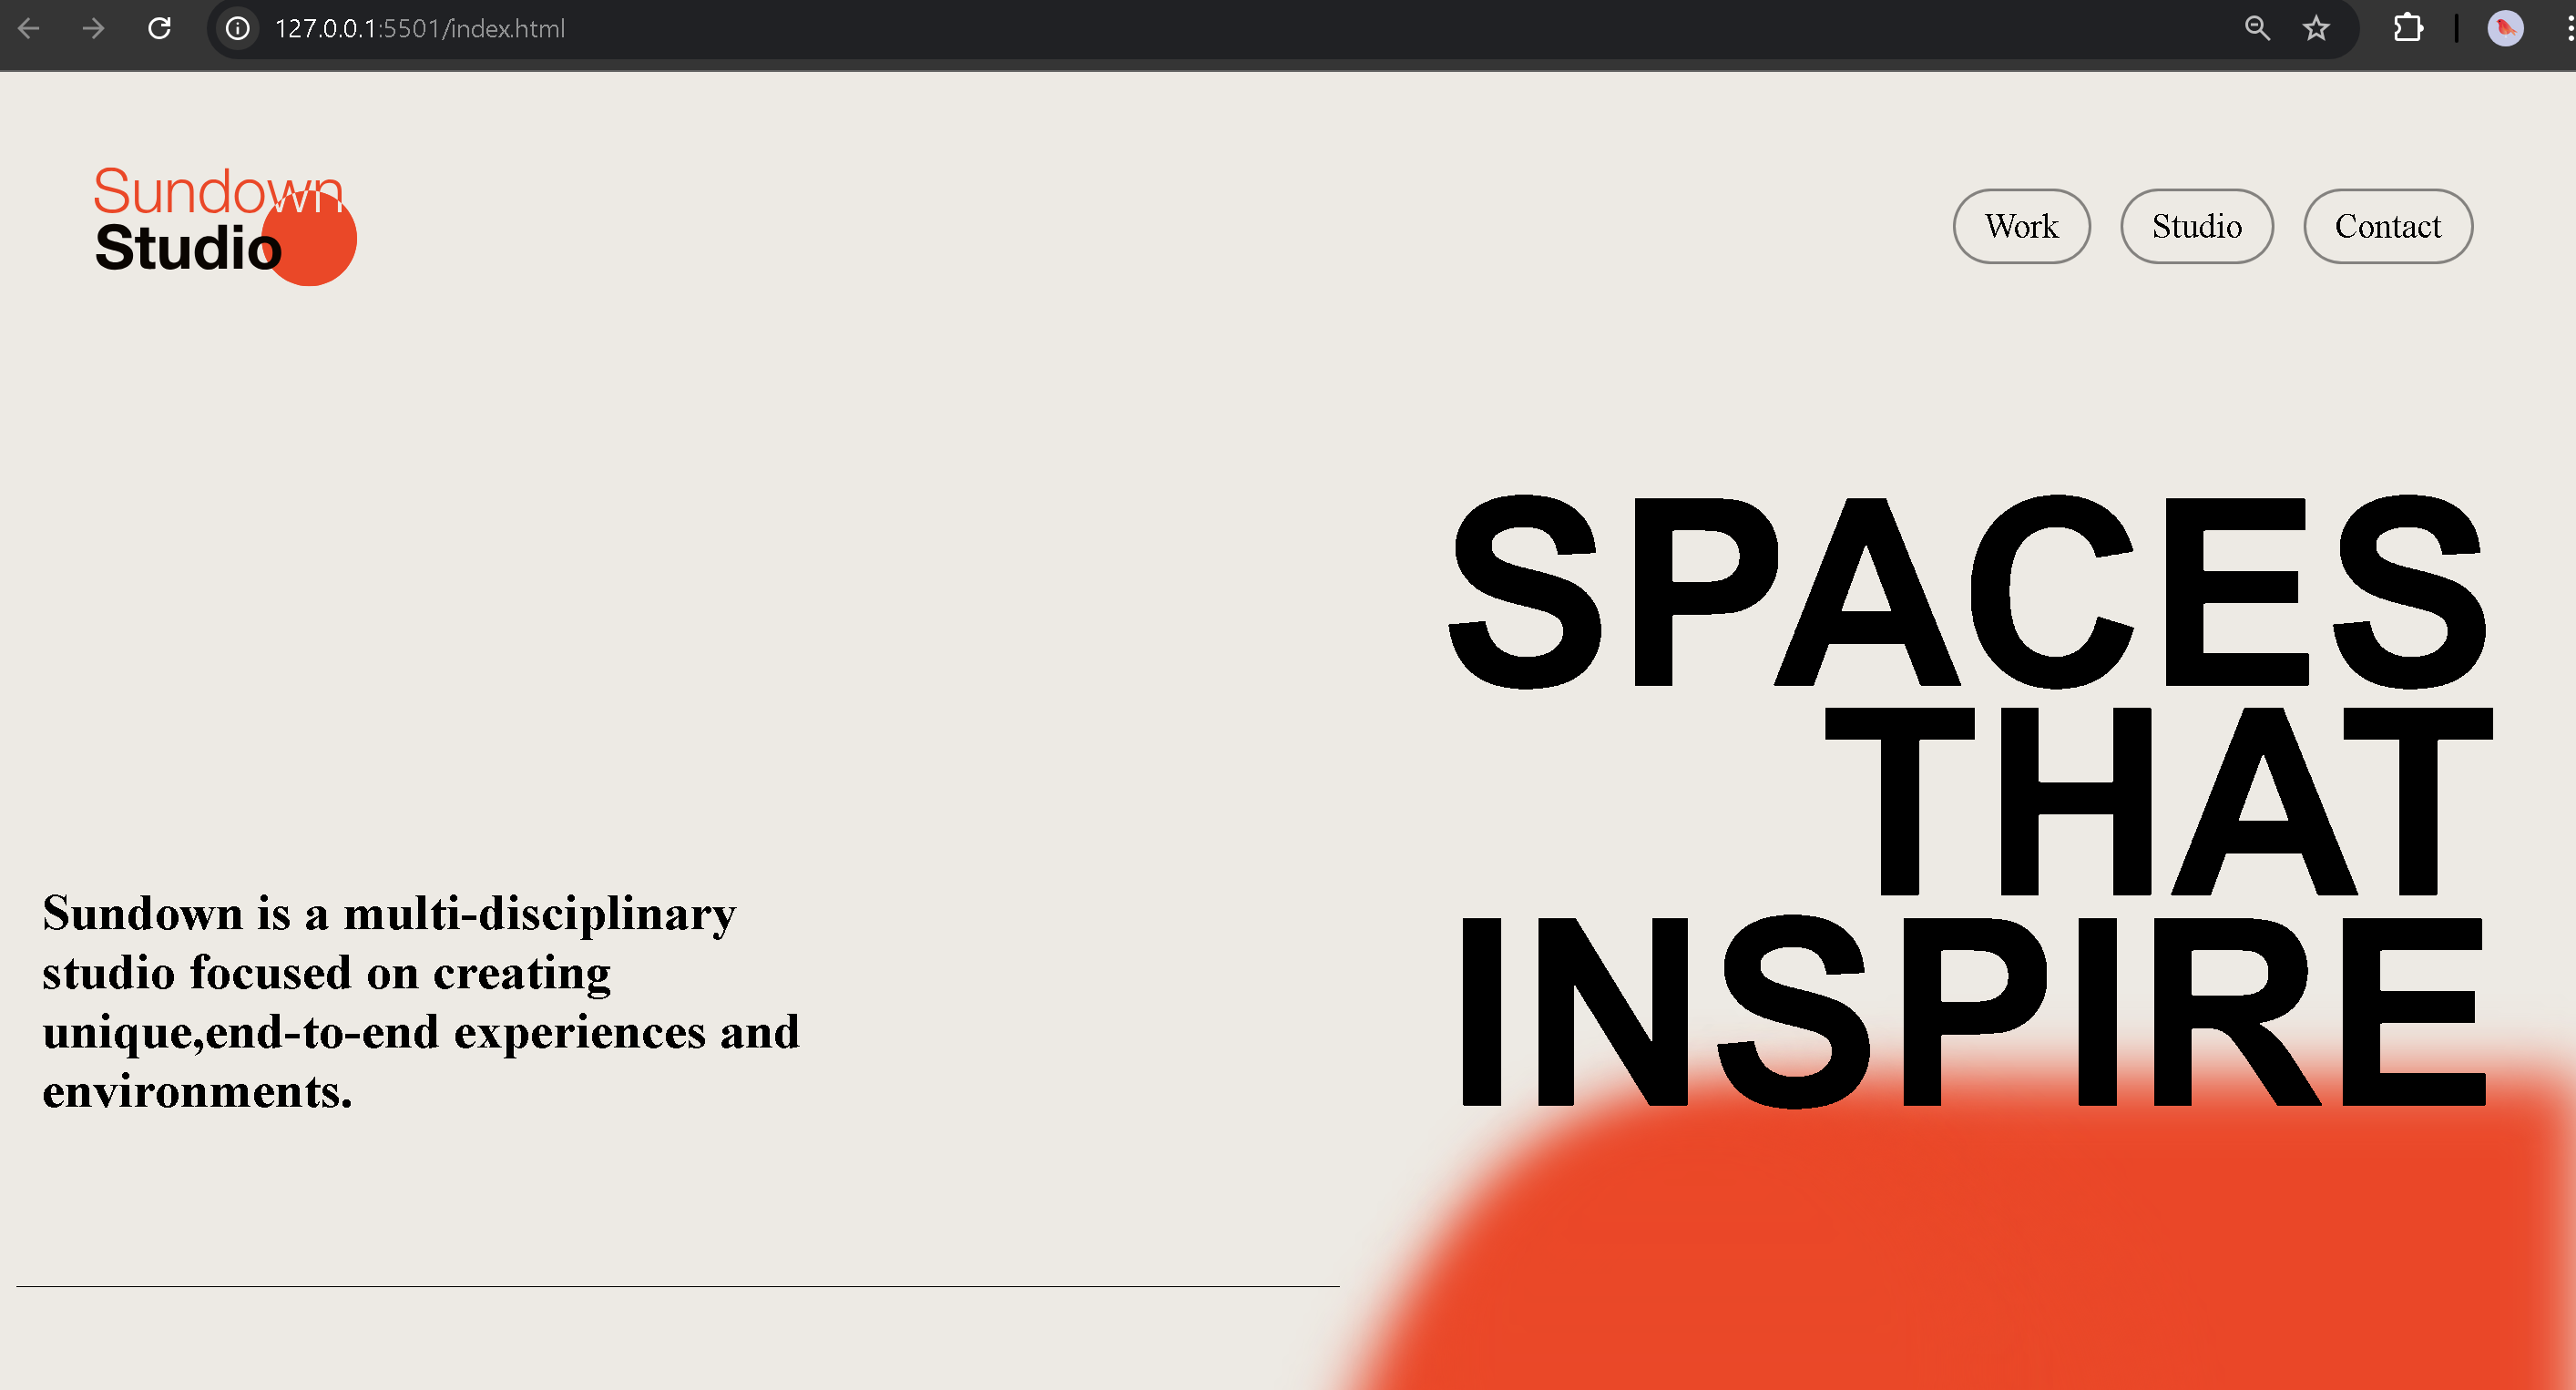 127.0.0.1:5501/index.html
Sundown
Studio
Work
Studio
Contact
SPACES
THAT
INSPIRE
Sundown is a multi-disciplinary
studio focused on creating
unique,end-to-end experiences and
environments.